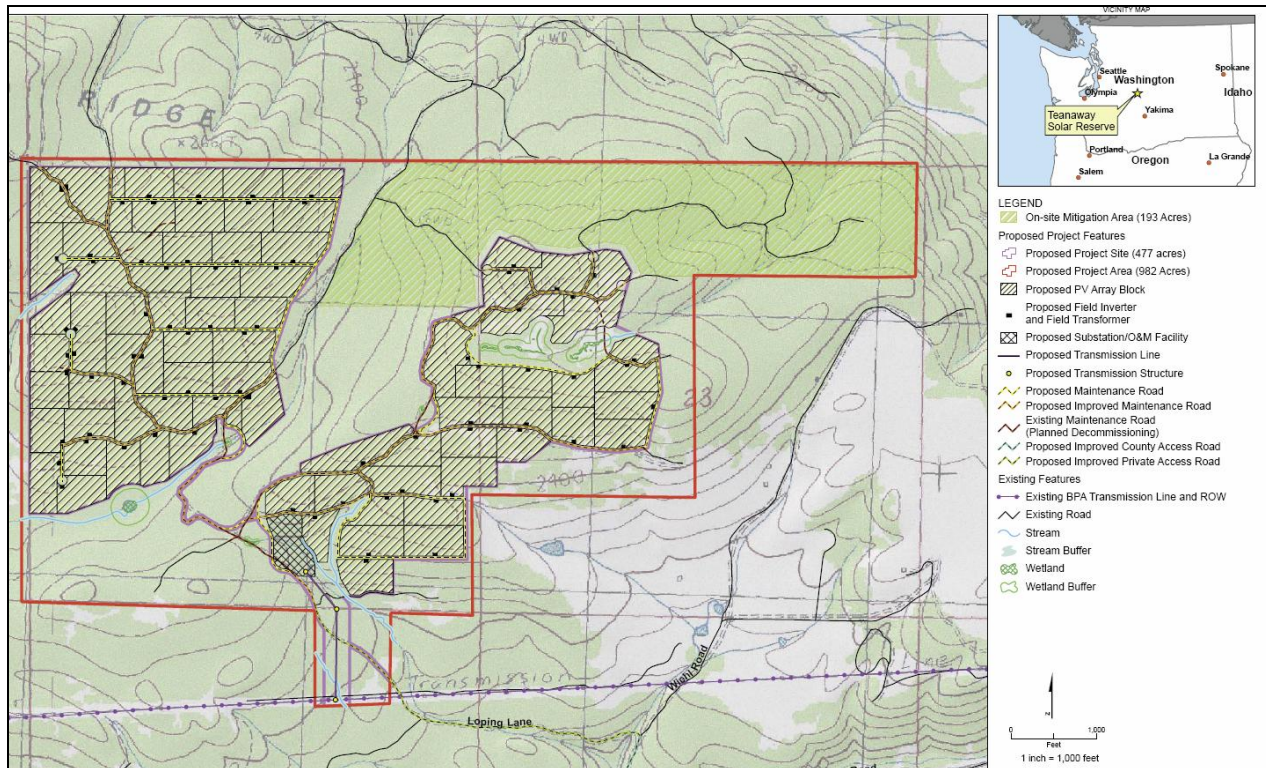 VICINITY MAP
Seattle
Spokane
Washington
Olympia
Idaho
Teanaway
Solar Reserve
Yakima
Portland
Oregon
La Grande
Salem
LEGEND
On-site Mitigation Area (193 Acres)
Proposed Project Features
Proposed Project Site (477 acres)
Proposed Project Area (982 Acres)
Proposed PV Array Block
Proposed Field Inverter
and Field Transformer
Proposed Substation/O&M Facility
Proposed Transmission Line
Proposed Transmission Structure
Proposed Maintenance Road
Proposed Improved Maintenance Road
Existing Maintenance Road
(Planned Decommissioning)
Proposed Improved County Access Road
Proposed Improved Private Access Road
Existing Features
Existing BPA Transmission Line and ROW
Existing Road
Stream
Stream Buffer
Wetland
Wetland Buffer
N
0 1,000
Feet
1 inch = 1,000 feet
4WD
4WD
2400
RIDGE
23
2400
Transmission
Wiehl Road
Loping Lane